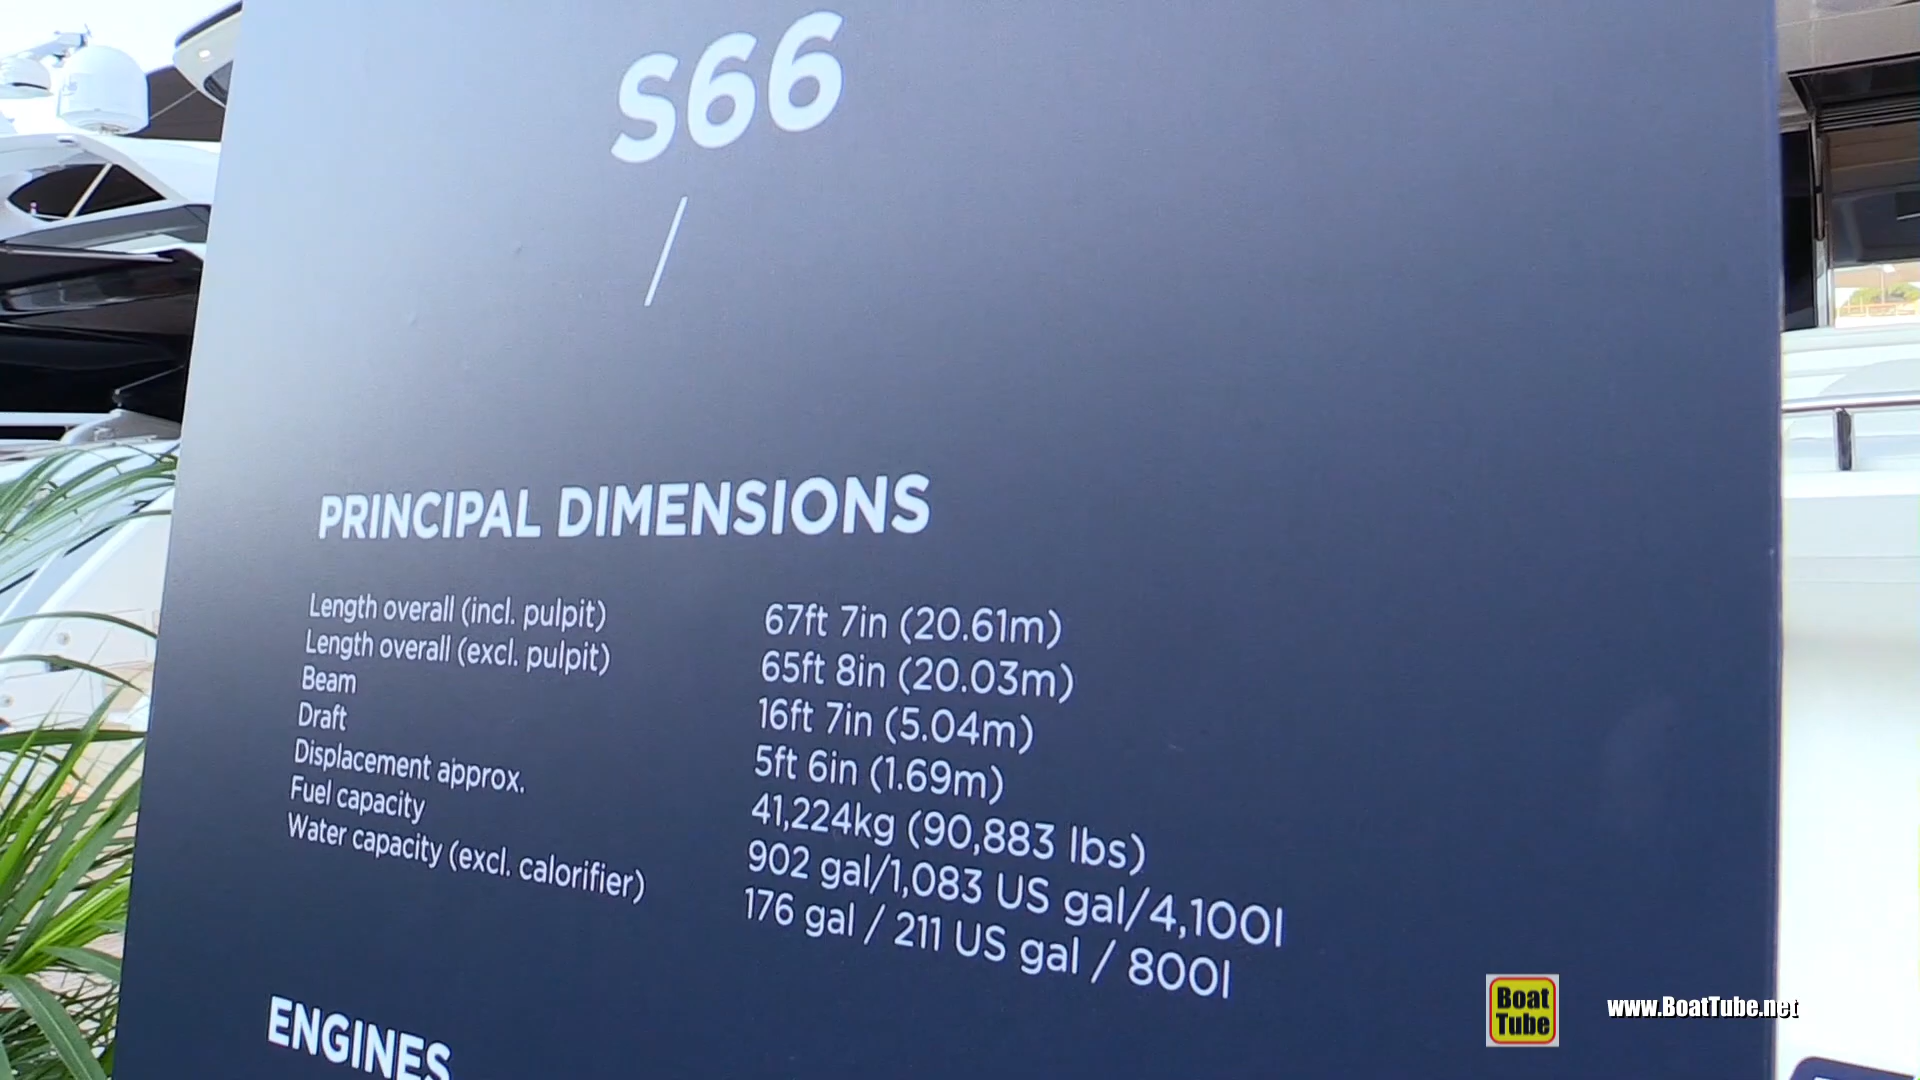 S66
/
PRINCIPAL DIMENSIONS
Length overall (incl. pulpit) 67ft 7in (20.61m)
Length overall (excl. pulpit) 65ft 8in (20.03m)
Beam 16ft 7in (5.04m)
Draft 5ft 6in (1.69m)
Displacement approx. 41,224kg (90,883 lbs)
Fuel capacity 902 gal/1,083 US gal/4,100l
Water capacity (excl. calorifier) 176 gal / 211 US gal / 800l
ENGINES
Boat
Tube
www.BoatTube.net